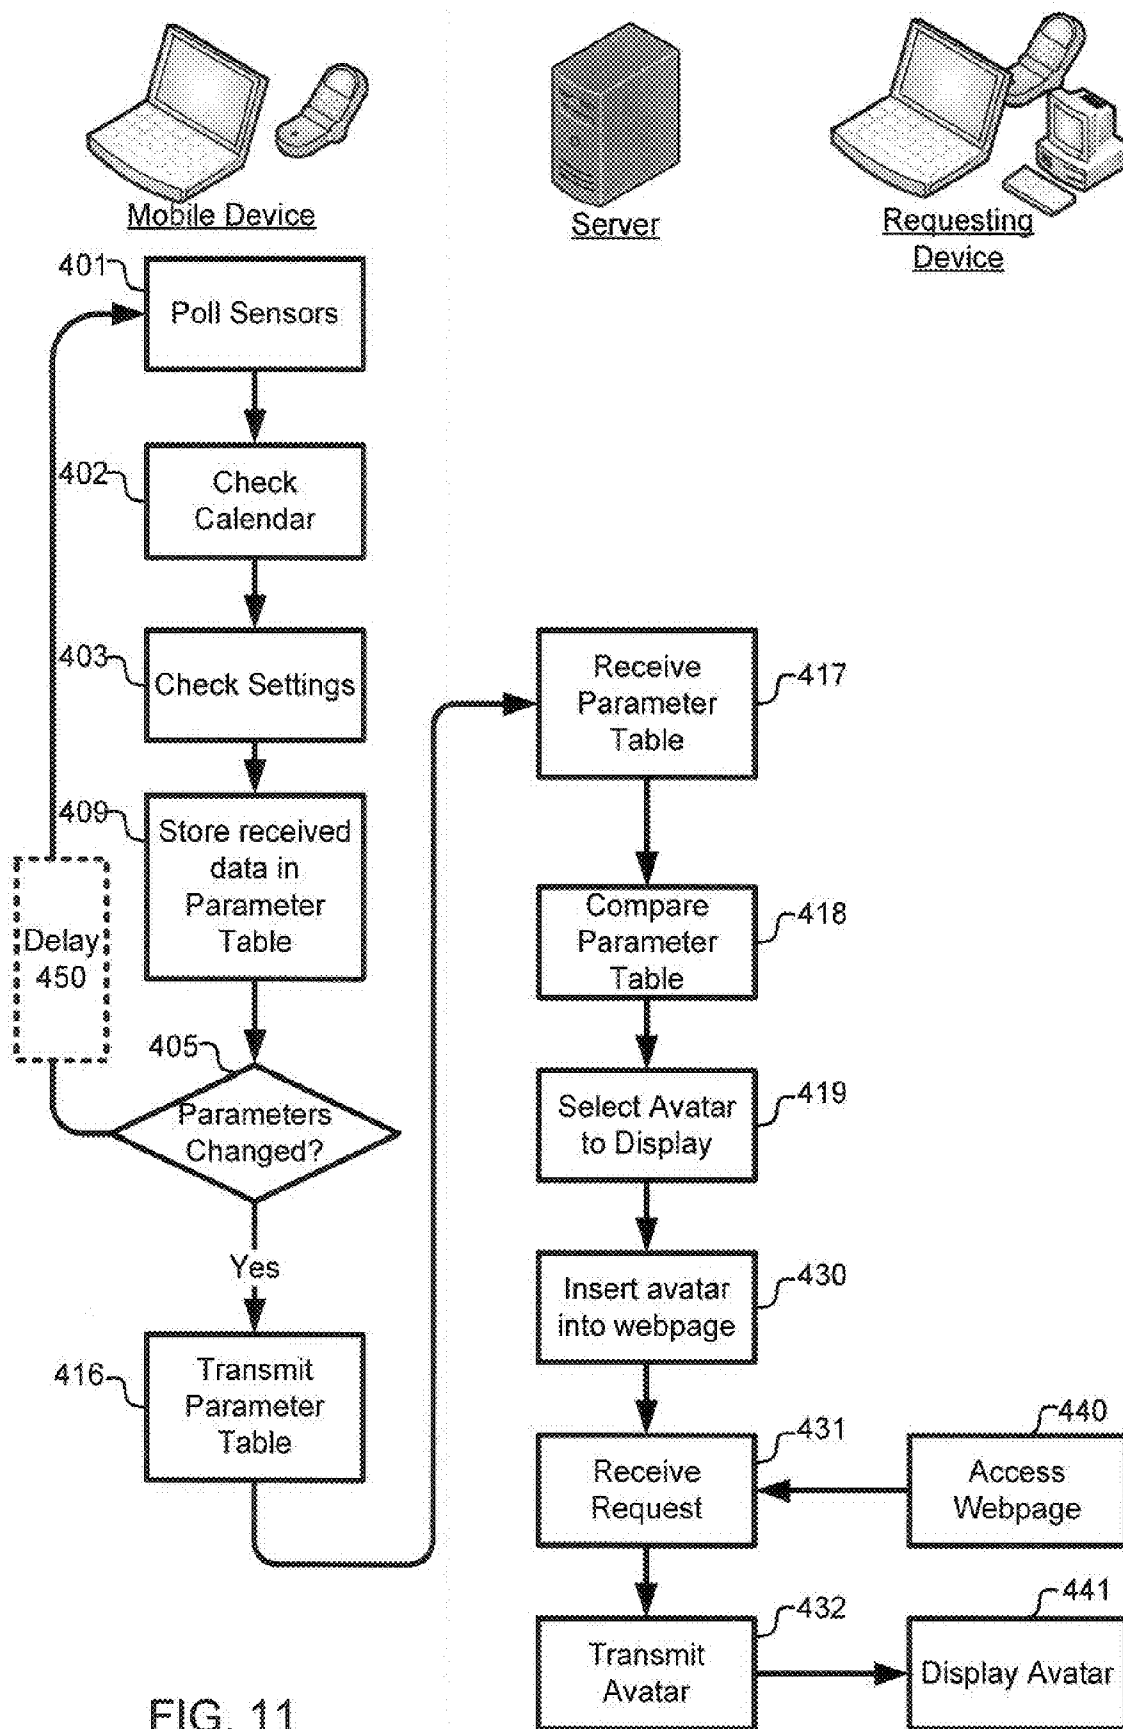 Mobile Device
Server
Requesting
Device
401
Poll Sensors
402
Check
Calendar
403
Check Settings
409
Store received
data in
Parameter
Table
Delay
450
405
Parameters
Changed?
Yes
416
Transmit
Parameter
Table
Receive
Parameter
Table
417
Compare
Parameter
Table
418
Select Avatar
to Display
419
Insert avatar
into webpage
430
Receive
Request
431
Access
Webpage
440
Transmit
Avatar
432
Display Avatar
441
FIG. 11